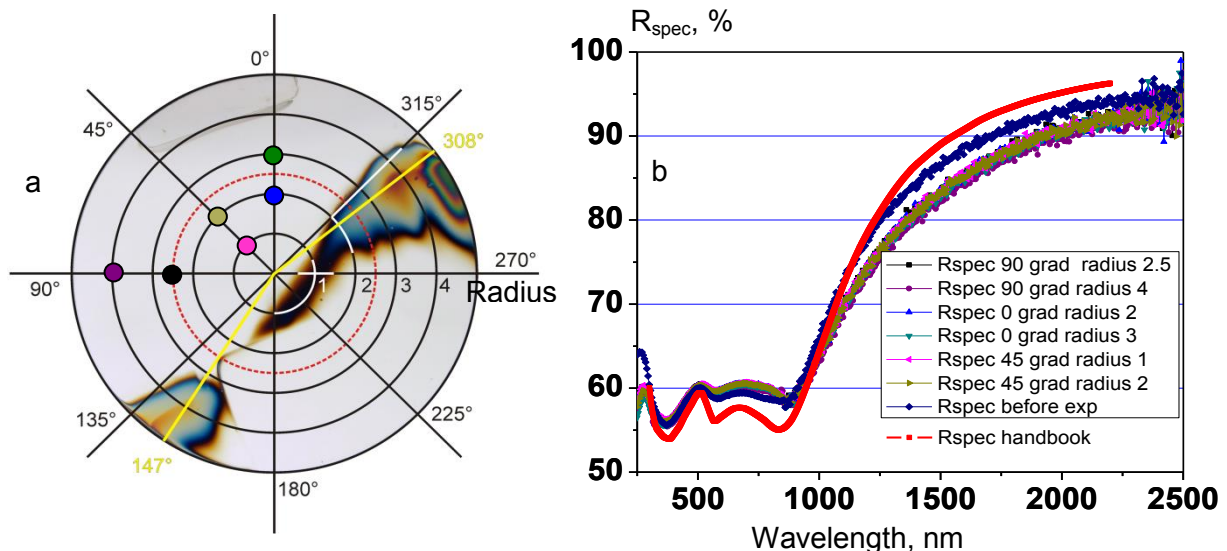 a
0°
45°
315°
308°
90°
270°
1 2 3 4 Radius
135°
225°
147°
180°
R_spec, %
b
100
90
80
70
60
50
Rspec 90 grad radius 2.5
Rspec 90 grad radius 4
Rspec 0 grad radius 2
Rspec 0 grad radius 3
Rspec 45 grad radius 1
Rspec 45 grad radius 2
Rspec before exp
Rspec handbook
500 1000 1500 2000 2500
Wavelength, nm